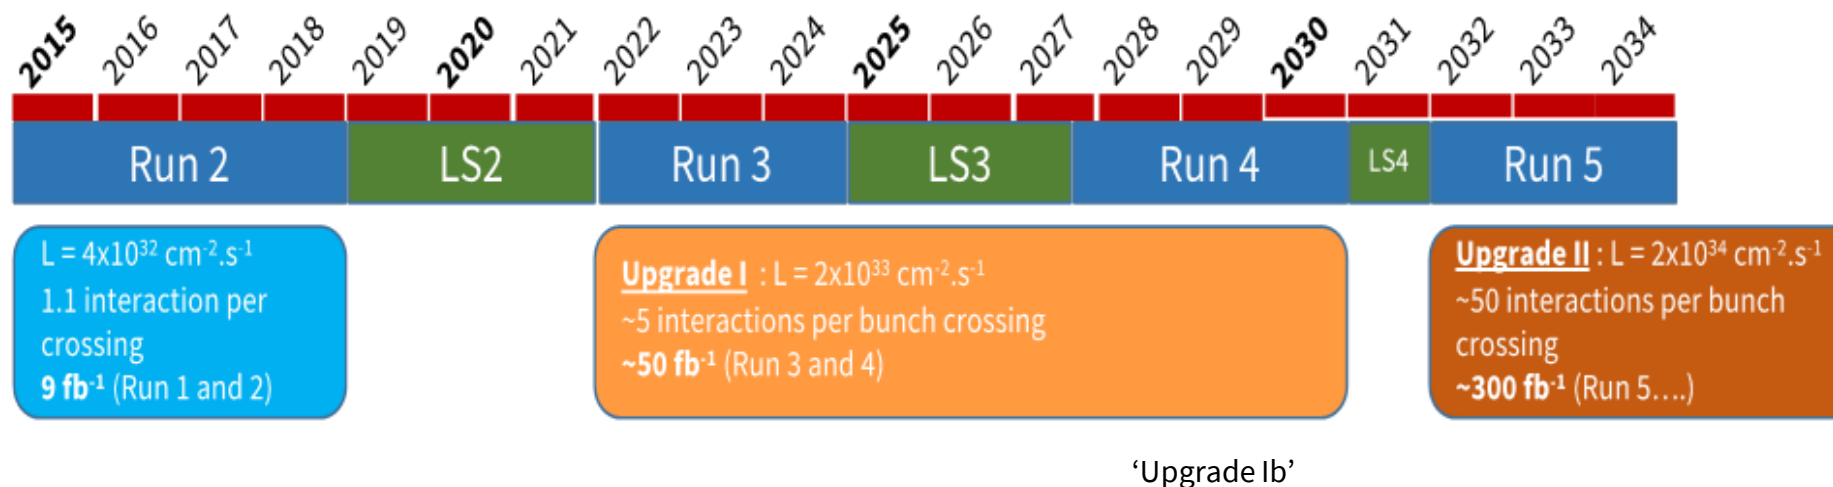 2015 2016 2017 2018 2019 2020 2021 2022 2023 2024 2025 2026 2027 2028 2029 2030 2031 2032 2033 2034
Run 2 LS2 Run 3 LS3 Run 4 LS4 Run 5
L = 4x10³² cm⁻².s⁻¹
1.1 interaction per
crossing
9 fb⁻¹ (Run 1 and 2)
Upgrade I : L = 2x10³³ cm⁻².s⁻¹
~5 interactions per bunch crossing
~50 fb⁻¹ (Run 3 and 4)
Upgrade II : L = 2x10³⁴ cm⁻².s⁻¹
~50 interactions per bunch
crossing
~300 fb⁻¹ (Run 5….)
‘Upgrade Ib’